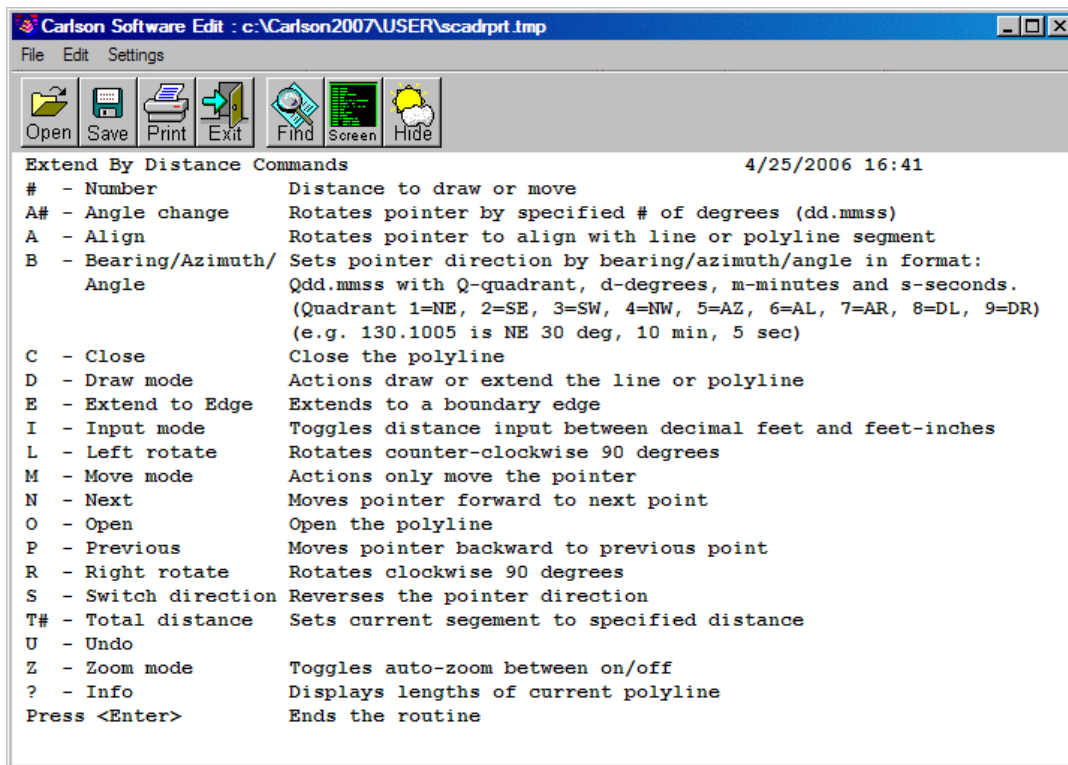 Carlson Software Edit : c:\Carlson2007\USER\scadrprt.tmp
File Edit Settings
Open Save Print Exit Find Screen Hide
Extend By Distance Commands 4/25/2006 16:41
# - Number Distance to draw or move
A# - Angle change Rotates pointer by specified # of degrees (dd.mmss)
A - Align Rotates pointer to align with line or polyline segment
B - Bearing/Azimuth/ Sets pointer direction by bearing/azimuth/angle in format:
Angle Qdd.mmss with Q-quadrant, d-degrees, m-minutes and s-seconds.
(Quadrant 1=NE, 2=SE, 3=SW, 4=NW, 5=AZ, 6=AL, 7=AR, 8=DL, 9=DR)
(e.g. 130.1005 is NE 30 deg, 10 min, 5 sec)
C - Close Close the polyline
D - Draw mode Actions draw or extend the line or polyline
E - Extend to Edge Extends to a boundary edge
I - Input mode Toggles distance input between decimal feet and feet-inches
L - Left rotate Rotates counter-clockwise 90 degrees
M - Move mode Actions only move the pointer
N - Next Moves pointer forward to next point
O - Open Open the polyline
P - Previous Moves pointer backward to previous point
R - Right rotate Rotates clockwise 90 degrees
S - Switch direction Reverses the pointer direction
T# - Total distance Sets current segement to specified distance
U - Undo
Z - Zoom mode Toggles auto-zoom between on/off
? - Info Displays lengths of current polyline
Press <Enter> Ends the routine